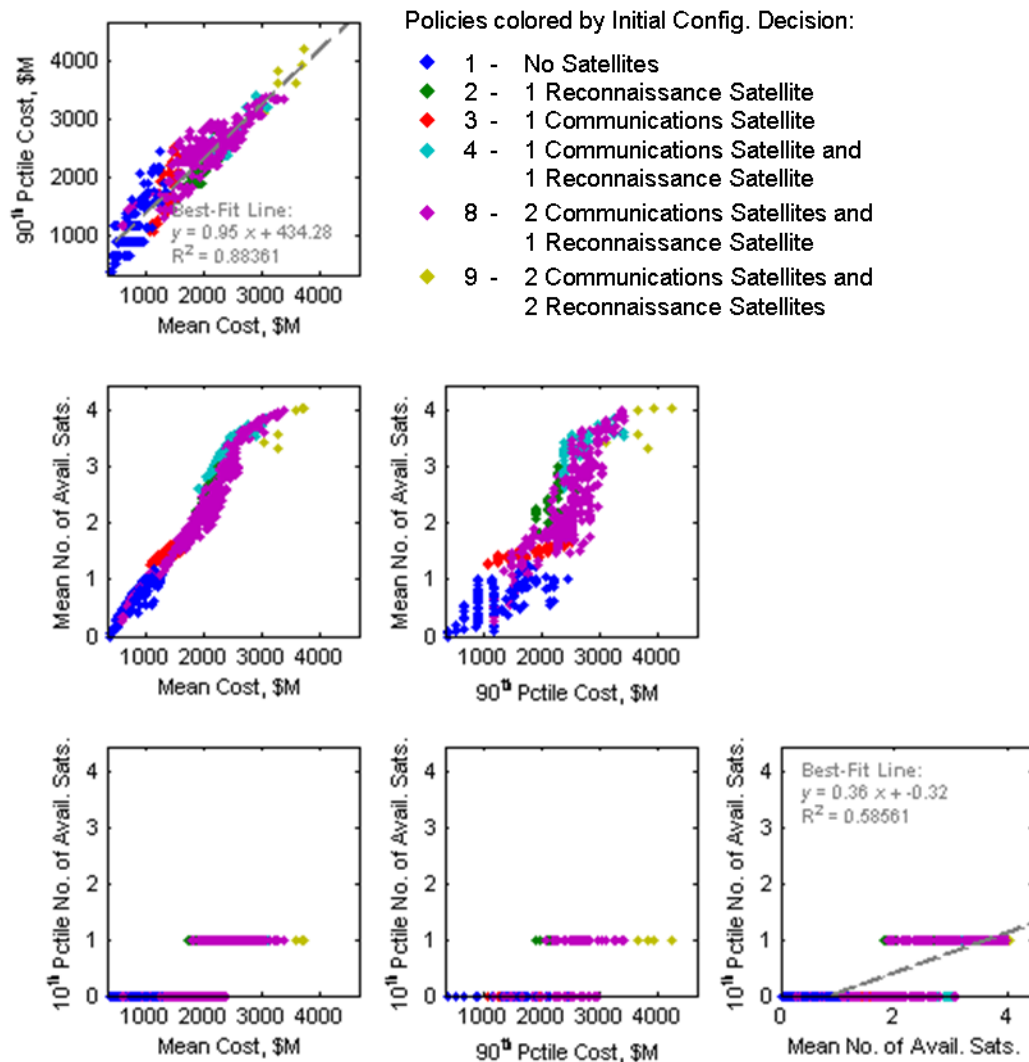 Policies colored by Initial Config. Decision:
1 - No Satellites
2 - 1 Reconnaissance Satellite
3 - 1 Communications Satellite
4 - 1 Communications Satellite and
1 Reconnaissance Satellite
8 - 2 Communications Satellites and
1 Reconnaissance Satellite
9 - 2 Communications Satellites and
2 Reconnaissance Satellites
90th Pctile Cost, $M
4000
3000
2000
1000
Best-Fit Line:
y = 0.95 x + 434.28
R² = 0.88361
1000 2000 3000 4000
Mean Cost, $M
Mean No. of Avail. Sats.
4
3
2
1
0
1000 2000 3000 4000
Mean Cost, $M
Mean No. of Avail. Sats.
4
3
2
1
0
1000 2000 3000 4000
90th Pctile Cost, $M
10th Pctile No. of Avail. Sats.
4
3
2
1
0
1000 2000 3000 4000
Mean Cost, $M
10th Pctile No. of Avail. Sats.
4
3
2
1
0
1000 2000 3000 4000
90th Pctile Cost, $M
10th Pctile No. of Avail. Sats.
4
3
2
1
0
Best-Fit Line:
y = 0.36 x + -0.32
R² = 0.58561
0 2 4
Mean No. of Avail. Sats.